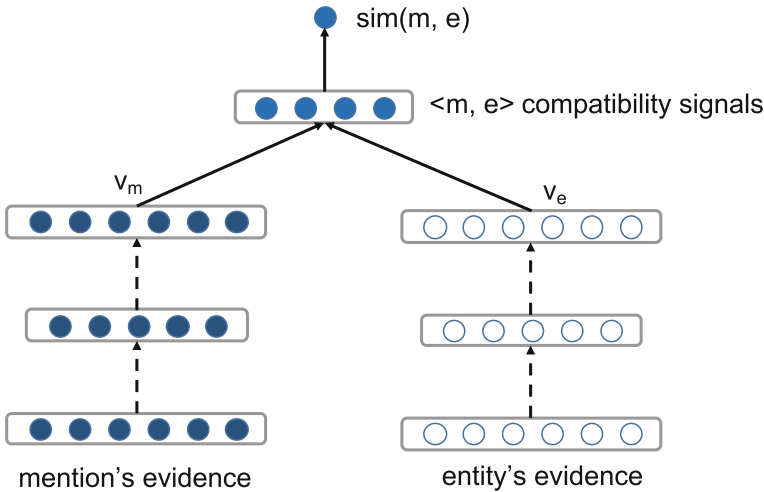 sim(m, e)
<m, e> compatibility signals
vₘ
vₑ
mention's evidence
entity's evidence